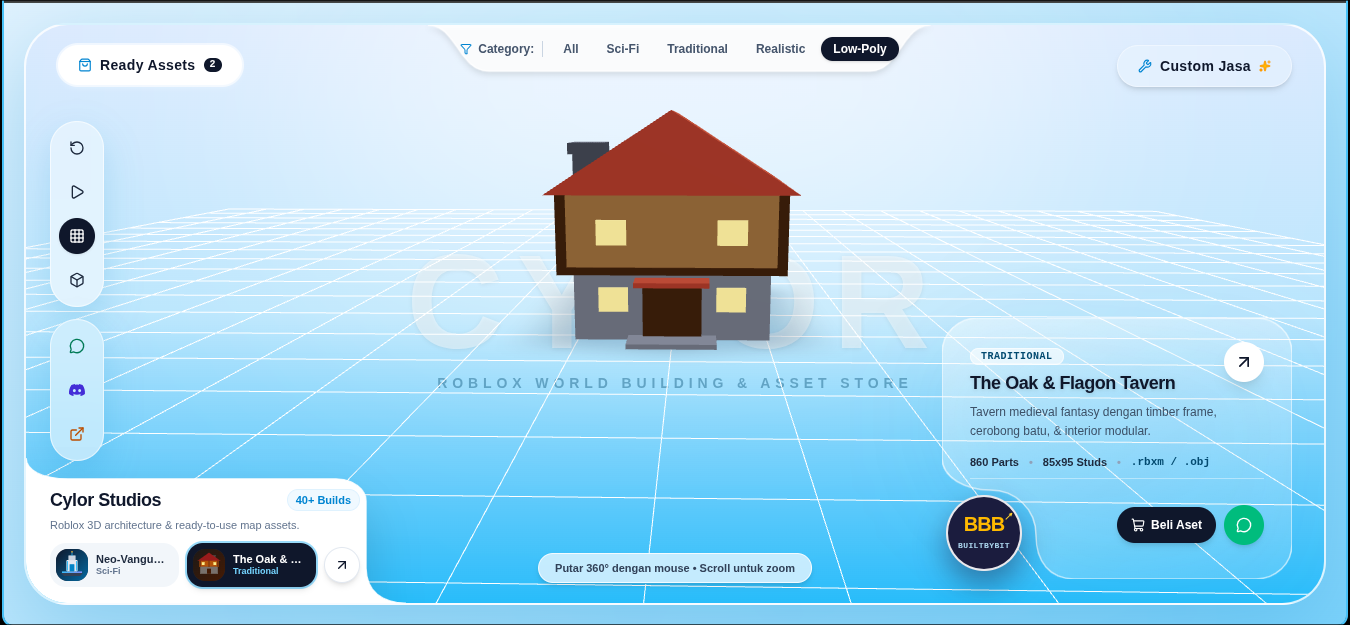 Ready Assets 2
Category: All Sci-Fi Traditional Realistic Low-Poly
Custom Jasa
CYLOR
ROBLOX WORLD BUILDING & ASSET STORE
TRADITIONAL
The Oak & Flagon Tavern
Tavern medieval fantasy dengan timber frame,
cerobong batu, & interior modular.
860 Parts • 85x95 Studs • .rbxm / .obj
BBB
BUILTBYBIT
Beli Aset
Cylor Studios
40+ Builds
Roblox 3D architecture & ready-to-use map assets.
Neo-Vangu...
Sci-Fi
The Oak & ...
Traditional
Putar 360° dengan mouse • Scroll untuk zoom